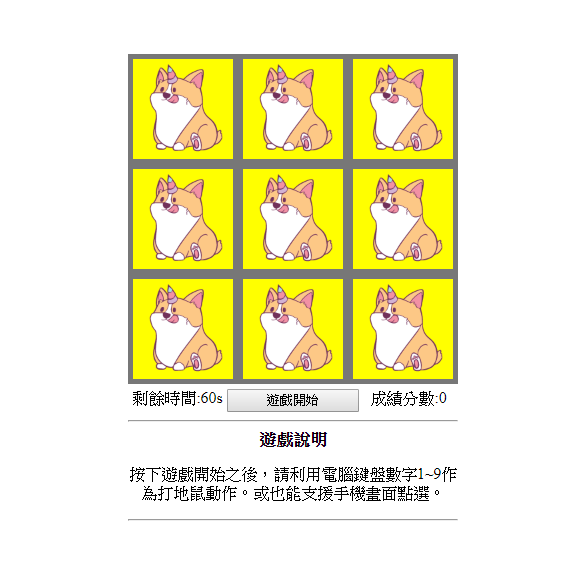 剩餘時間:60s 遊戲開始 成績分數:0
遊戲說明
按下遊戲開始之後，請利用電腦鍵盤數字1~9作
為打地鼠動作。或也能支援手機畫面點選。